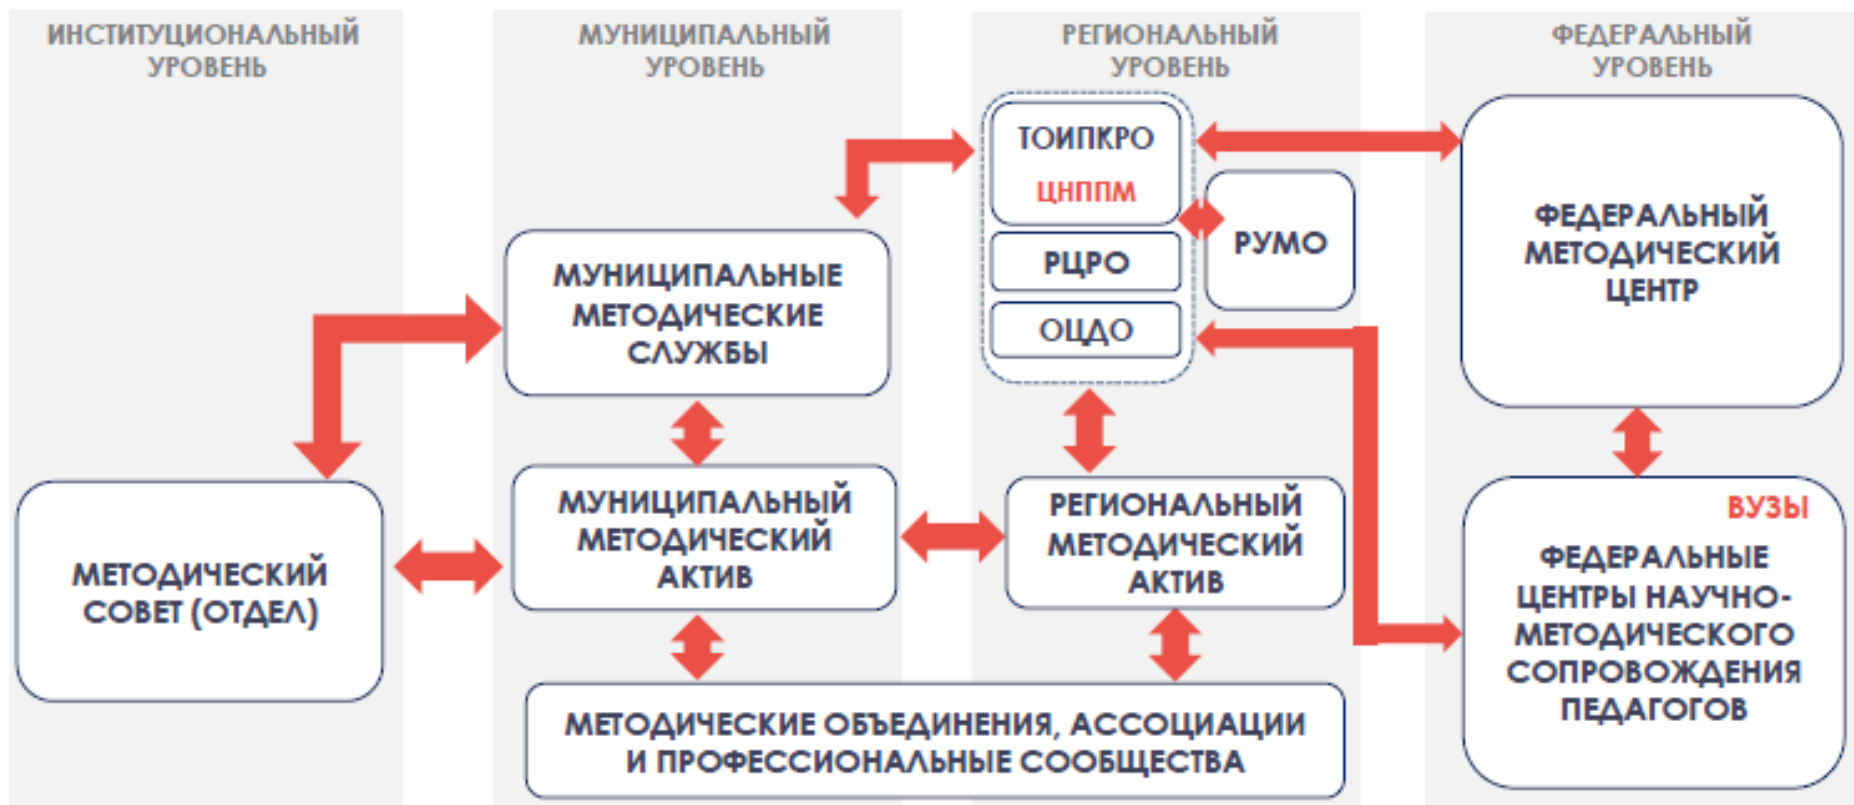 ИНСТИТУЦИОНАЛЬНЫЙ
УРОВЕНЬ
МУНИЦИПАЛЬНЫЙ
УРОВЕНЬ
РЕГИОНАЛЬНЫЙ
УРОВЕНЬ
ФЕДЕРАЛЬНЫЙ
УРОВЕНЬ
МЕТОДИЧЕСКИЙ
СОВЕТ (ОТДЕЛ)
МУНИЦИПАЛЬНЫЕ
МЕТОДИЧЕСКИЕ
СЛУЖБЫ
МУНИЦИПАЛЬНЫЙ
МЕТОДИЧЕСКИЙ
АКТИВ
ТОИПКРО
ЦНППМ
РЦРО
ОЦДО
РУМО
РЕГИОНАЛЬНЫЙ
МЕТОДИЧЕСКИЙ
АКТИВ
МЕТОДИЧЕСКИЕ ОБЪЕДИНЕНИЯ, АССОЦИАЦИИ
И ПРОФЕССИОНАЛЬНЫЕ СООБЩЕСТВА
ФЕДЕРАЛЬНЫЙ
МЕТОДИЧЕСКИЙ
ЦЕНТР
ВУЗЫ
ФЕДЕРАЛЬНЫЕ
ЦЕНТРЫ НАУЧНО-
МЕТОДИЧЕСКОГО
СОПРОВОЖДЕНИЯ
ПЕДАГОГОВ